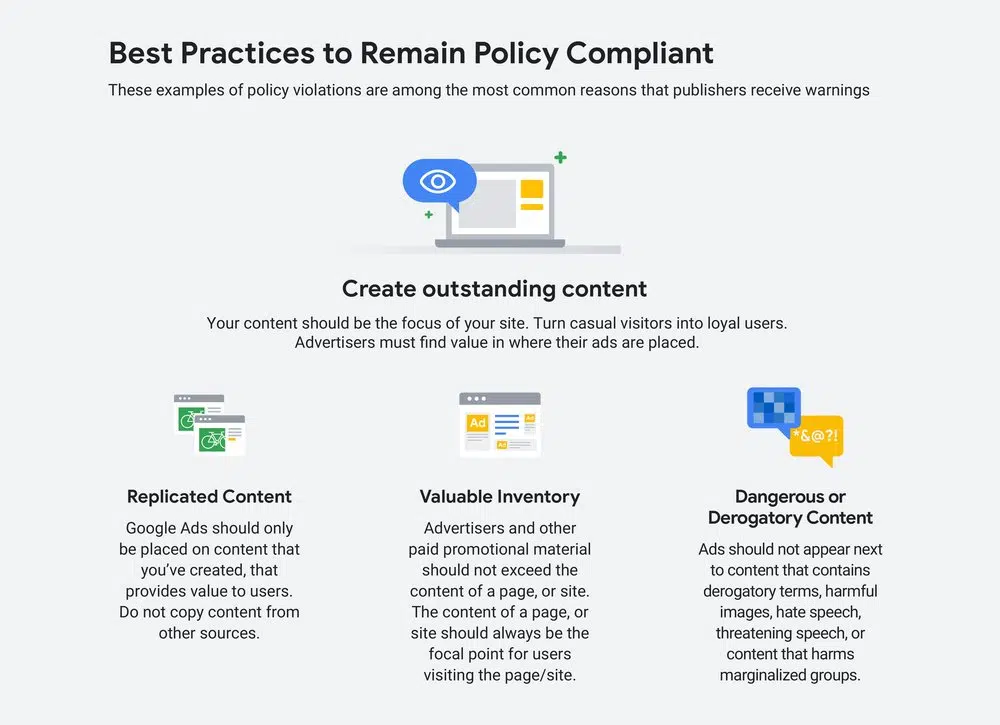 Best Practices to Remain Policy Compliant
These examples of policy violations are among the most common reasons that publishers receive warnings
Create outstanding content
Your content should be the focus of your site. Turn casual visitors into loyal users.
Advertisers must find value in where their ads are placed.
Replicated Content
Google Ads should only
be placed on content that
you’ve created, that
provides value to users.
Do not copy content from
other sources.
Ad
Ad
Ad
Valuable Inventory
Advertisers and other
paid promotional material
should not exceed the
content of a page, or site.
The content of a page, or
site should always be the
focal point for users
visiting the page/site.
*&@?!
Dangerous or
Derogatory Content
Ads should not appear next
to content that contains
derogatory terms, harmful
images, hate speech,
threatening speech, or
content that harms
marginalized groups.